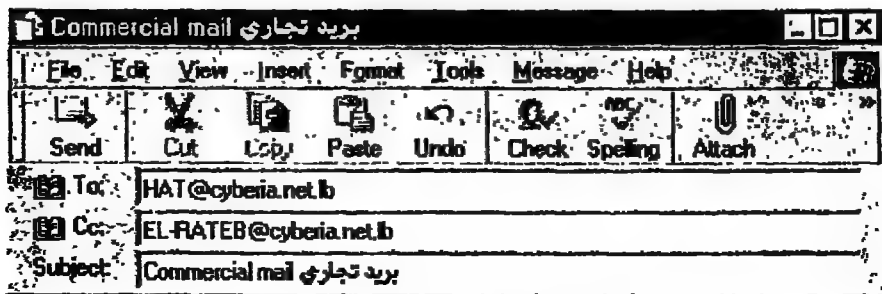 Commercial mail بريد تجاري
File Edit View Insert Format Tools Message Help
Send Cut Copy Paste Undo Check Spelling Attach »
To: HAT@cyberia.net.lb
Cc: EL-RATEB@cyberia.net.lb
Subject: Commercial mail بريد تجاري